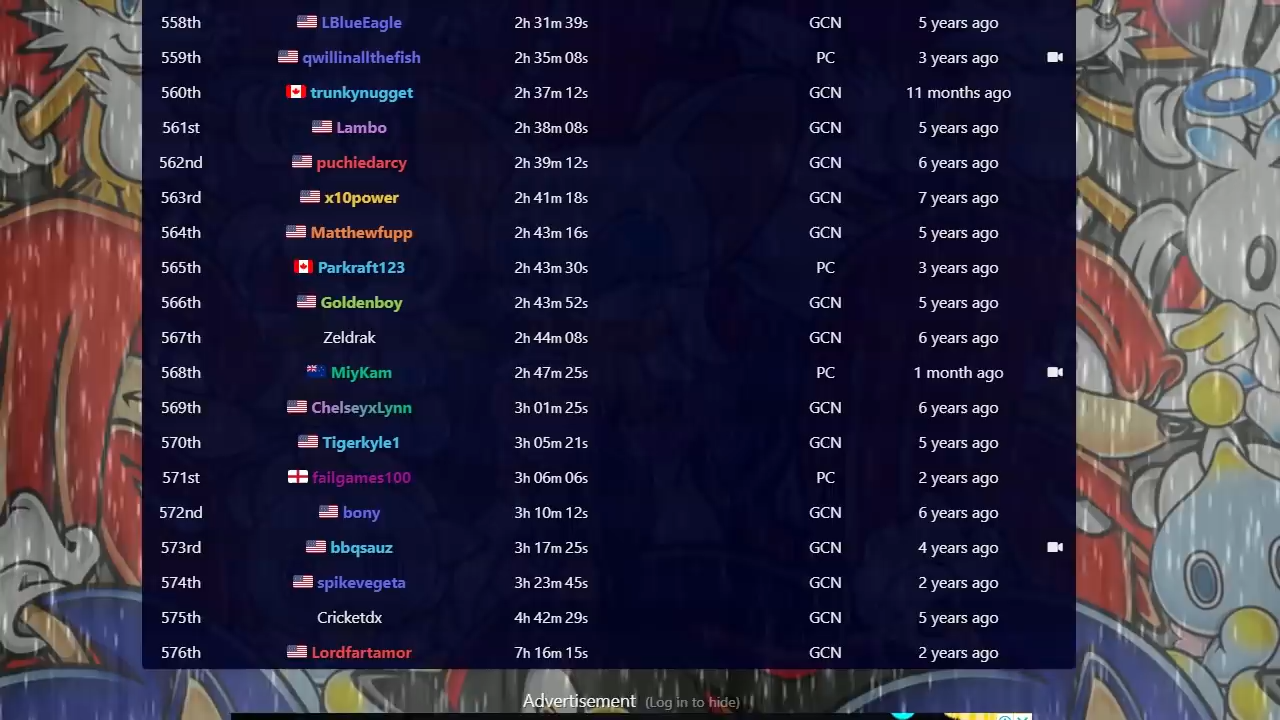 558th LBlueEagle 2h 31m 39s GCN 5 years ago
559th qwillinallthefish 2h 35m 08s PC 3 years ago
560th trunkynugget 2h 37m 12s GCN 11 months ago
561st Lambo 2h 38m 08s GCN 5 years ago
562nd puchiedarcy 2h 39m 12s GCN 6 years ago
563rd x10power 2h 41m 18s GCN 7 years ago
564th Matthewfupp 2h 43m 16s GCN 5 years ago
565th Parkraft123 2h 43m 30s PC 3 years ago
566th Goldenboy 2h 43m 52s GCN 5 years ago
567th Zeldrak 2h 44m 08s GCN 6 years ago
568th MiyKam 2h 47m 25s PC 1 month ago
569th ChelseyxLynn 3h 01m 25s GCN 6 years ago
570th Tigerkyle1 3h 05m 21s GCN 5 years ago
571st failgames100 3h 06m 06s PC 2 years ago
572nd bony 3h 10m 12s GCN 6 years ago
573rd bbqsauz 3h 17m 25s GCN 4 years ago
574th spikevegeta 3h 23m 45s GCN 2 years ago
575th Cricketdx 4h 42m 29s GCN 5 years ago
576th Lordfartamor 7h 16m 15s GCN 2 years ago
Advertisement (Log in to hide)